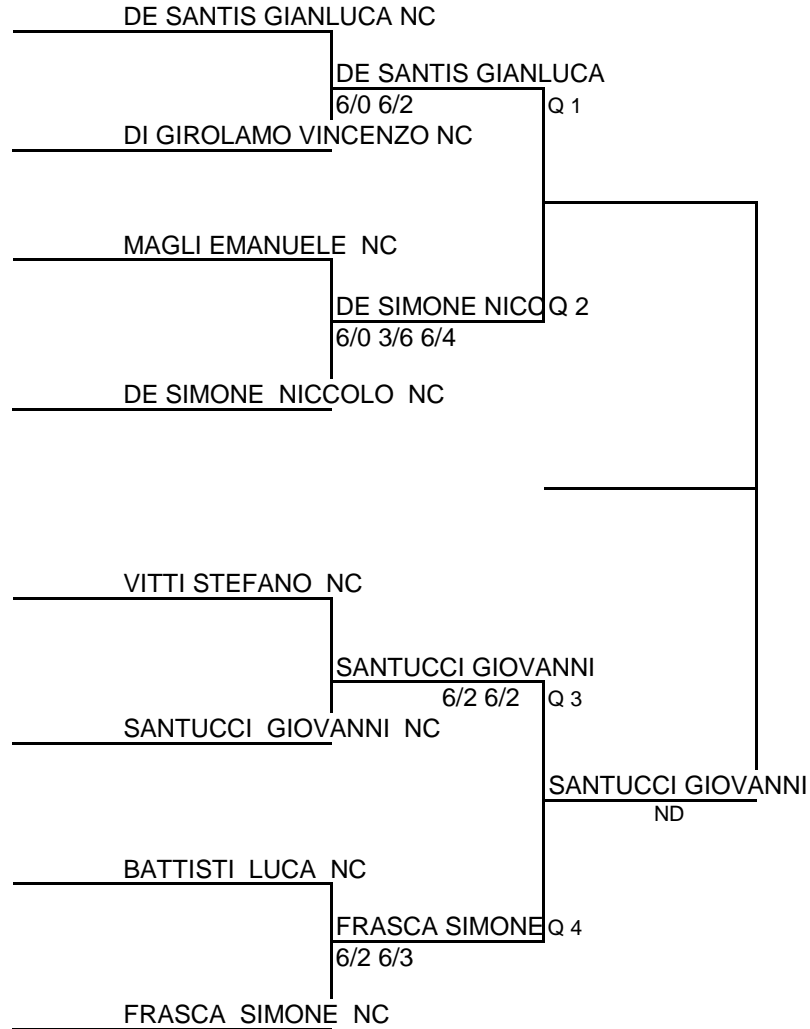 DE SANTIS GIANLUCA NC
DE SANTIS GIANLUCA
6/0 6/2 Q 1
DI GIROLAMO VINCENZO NC
MAGLI EMANUELE NC
DE SIMONE NICO Q 2
6/0 3/6 6/4
DE SIMONE NICCOLO NC
VITTI STEFANO NC
SANTUCCI GIOVANNI
6/2 6/2 Q 3
SANTUCCI GIOVANNI NC
SANTUCCI GIOVANNI
ND
BATTISTI LUCA NC
FRASCA SIMONE Q 4
6/2 6/3
FRASCA SIMONE NC